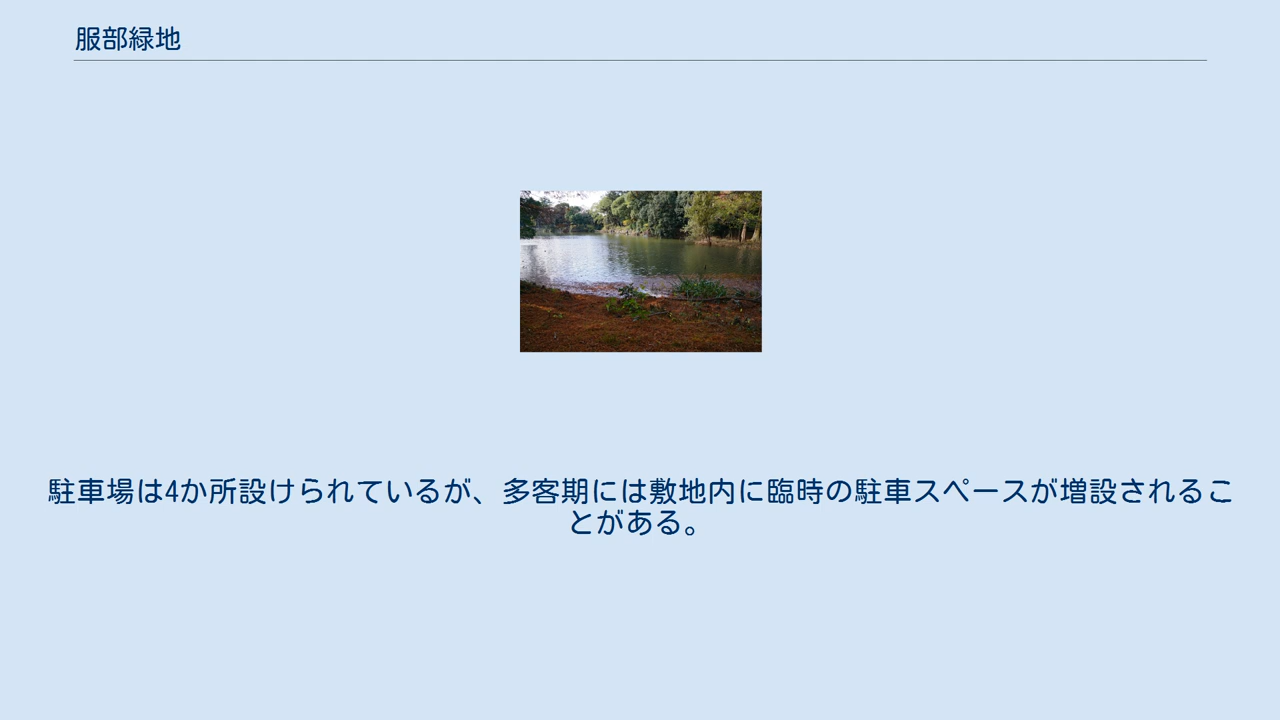 服部緑地
駐車場は4か所設けられているが、多客期には敷地内に臨時の駐車スペースが増設されるこ
とがある。